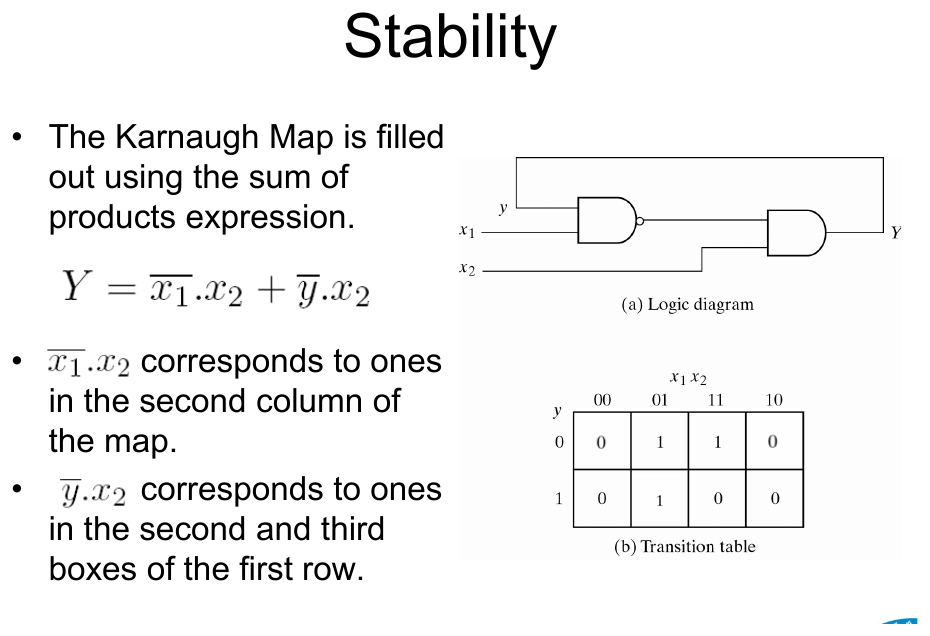 Stability
• The Karnaugh Map is filled
out using the sum of
products expression.
Y = x̅₁.x₂ + y̅.x₂
• x̅₁.x₂ corresponds to ones
in the second column of
the map.
• y̅.x₂ corresponds to ones
in the second and third
boxes of the first row.
y
x₁
x₂
Y
(a) Logic diagram
x₁ x₂
y 00 01 11 10
0 0 1 1 0
1 0 1 0 0
(b) Transition table